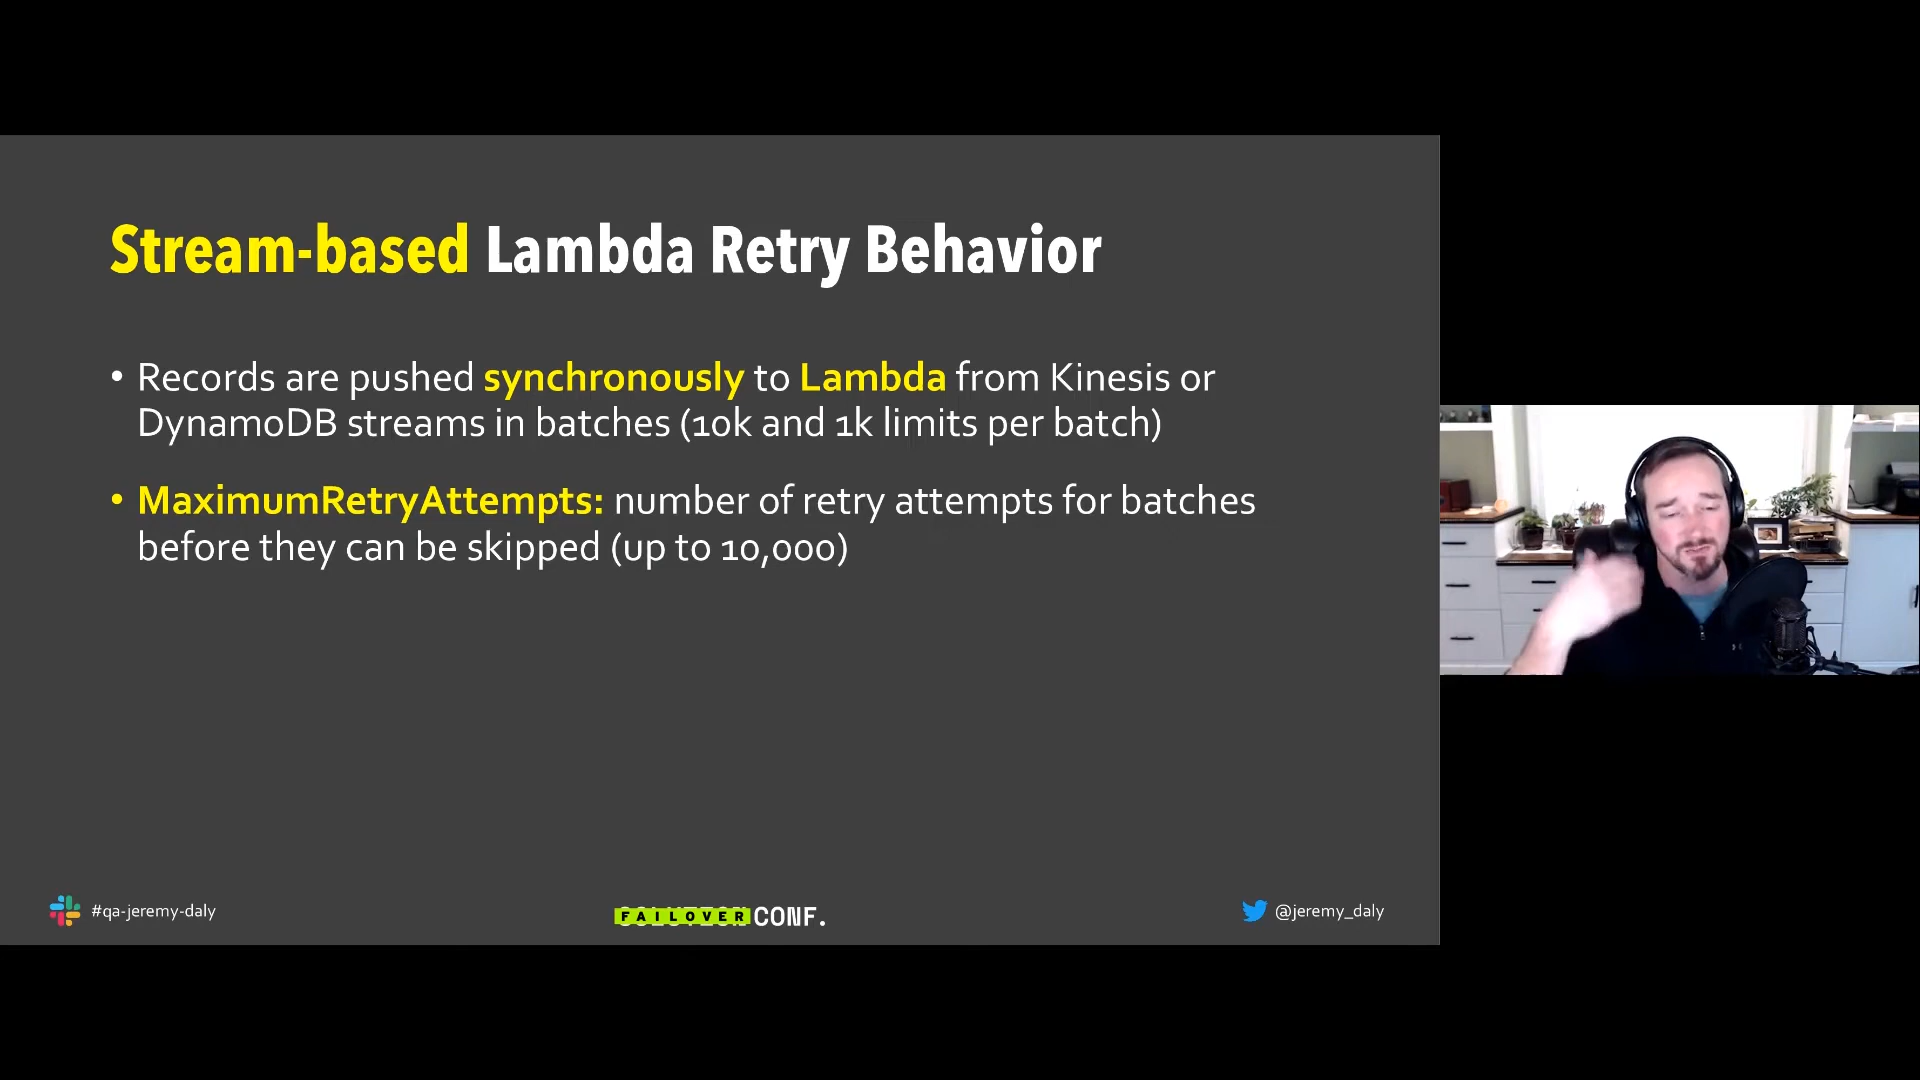 Stream-based Lambda Retry Behavior
• Records are pushed synchronously to Lambda from Kinesis or
DynamoDB streams in batches (10k and 1k limits per batch)
• MaximumRetryAttempts: number of retry attempts for batches
before they can be skipped (up to 10,000)
#qa-jeremy-daly
FAILOVER CONF.
@jeremy_daly